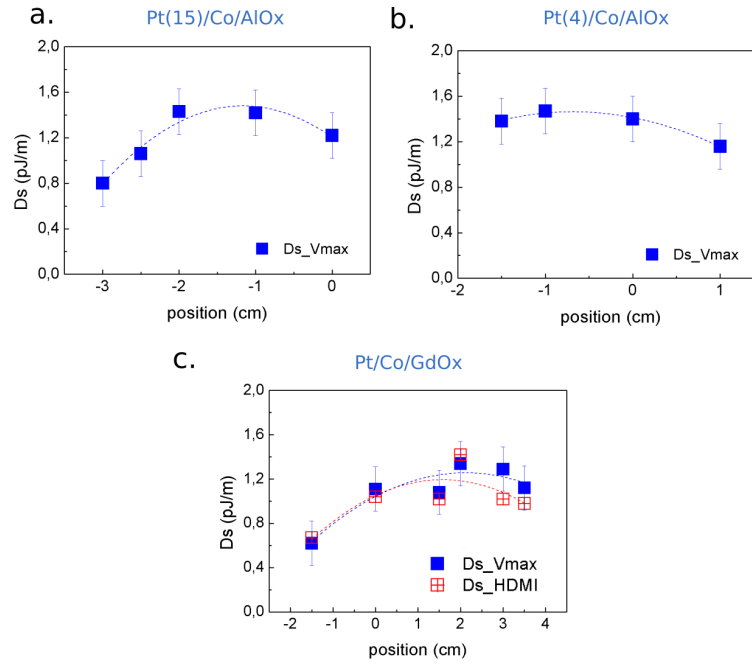 a.
Pt(15)/Co/AlOx
2,0
1,6
1,2
0,8
0,4
0,0
Ds (pJ/m)
Ds_Vmax
-3
-2
-1
0
position (cm)
b.
Pt(4)/Co/AlOx
2,0
1,6
1,2
0,8
0,4
0,0
Ds (pJ/m)
Ds_Vmax
-2
-1
0
1
position (cm)
c.
Pt/Co/GdOx
2,0
1,6
1,2
0,8
0,4
0,0
Ds (pJ/m)
Ds_Vmax
Ds_HDMI
-2
-1
0
1
2
3
4
position (cm)